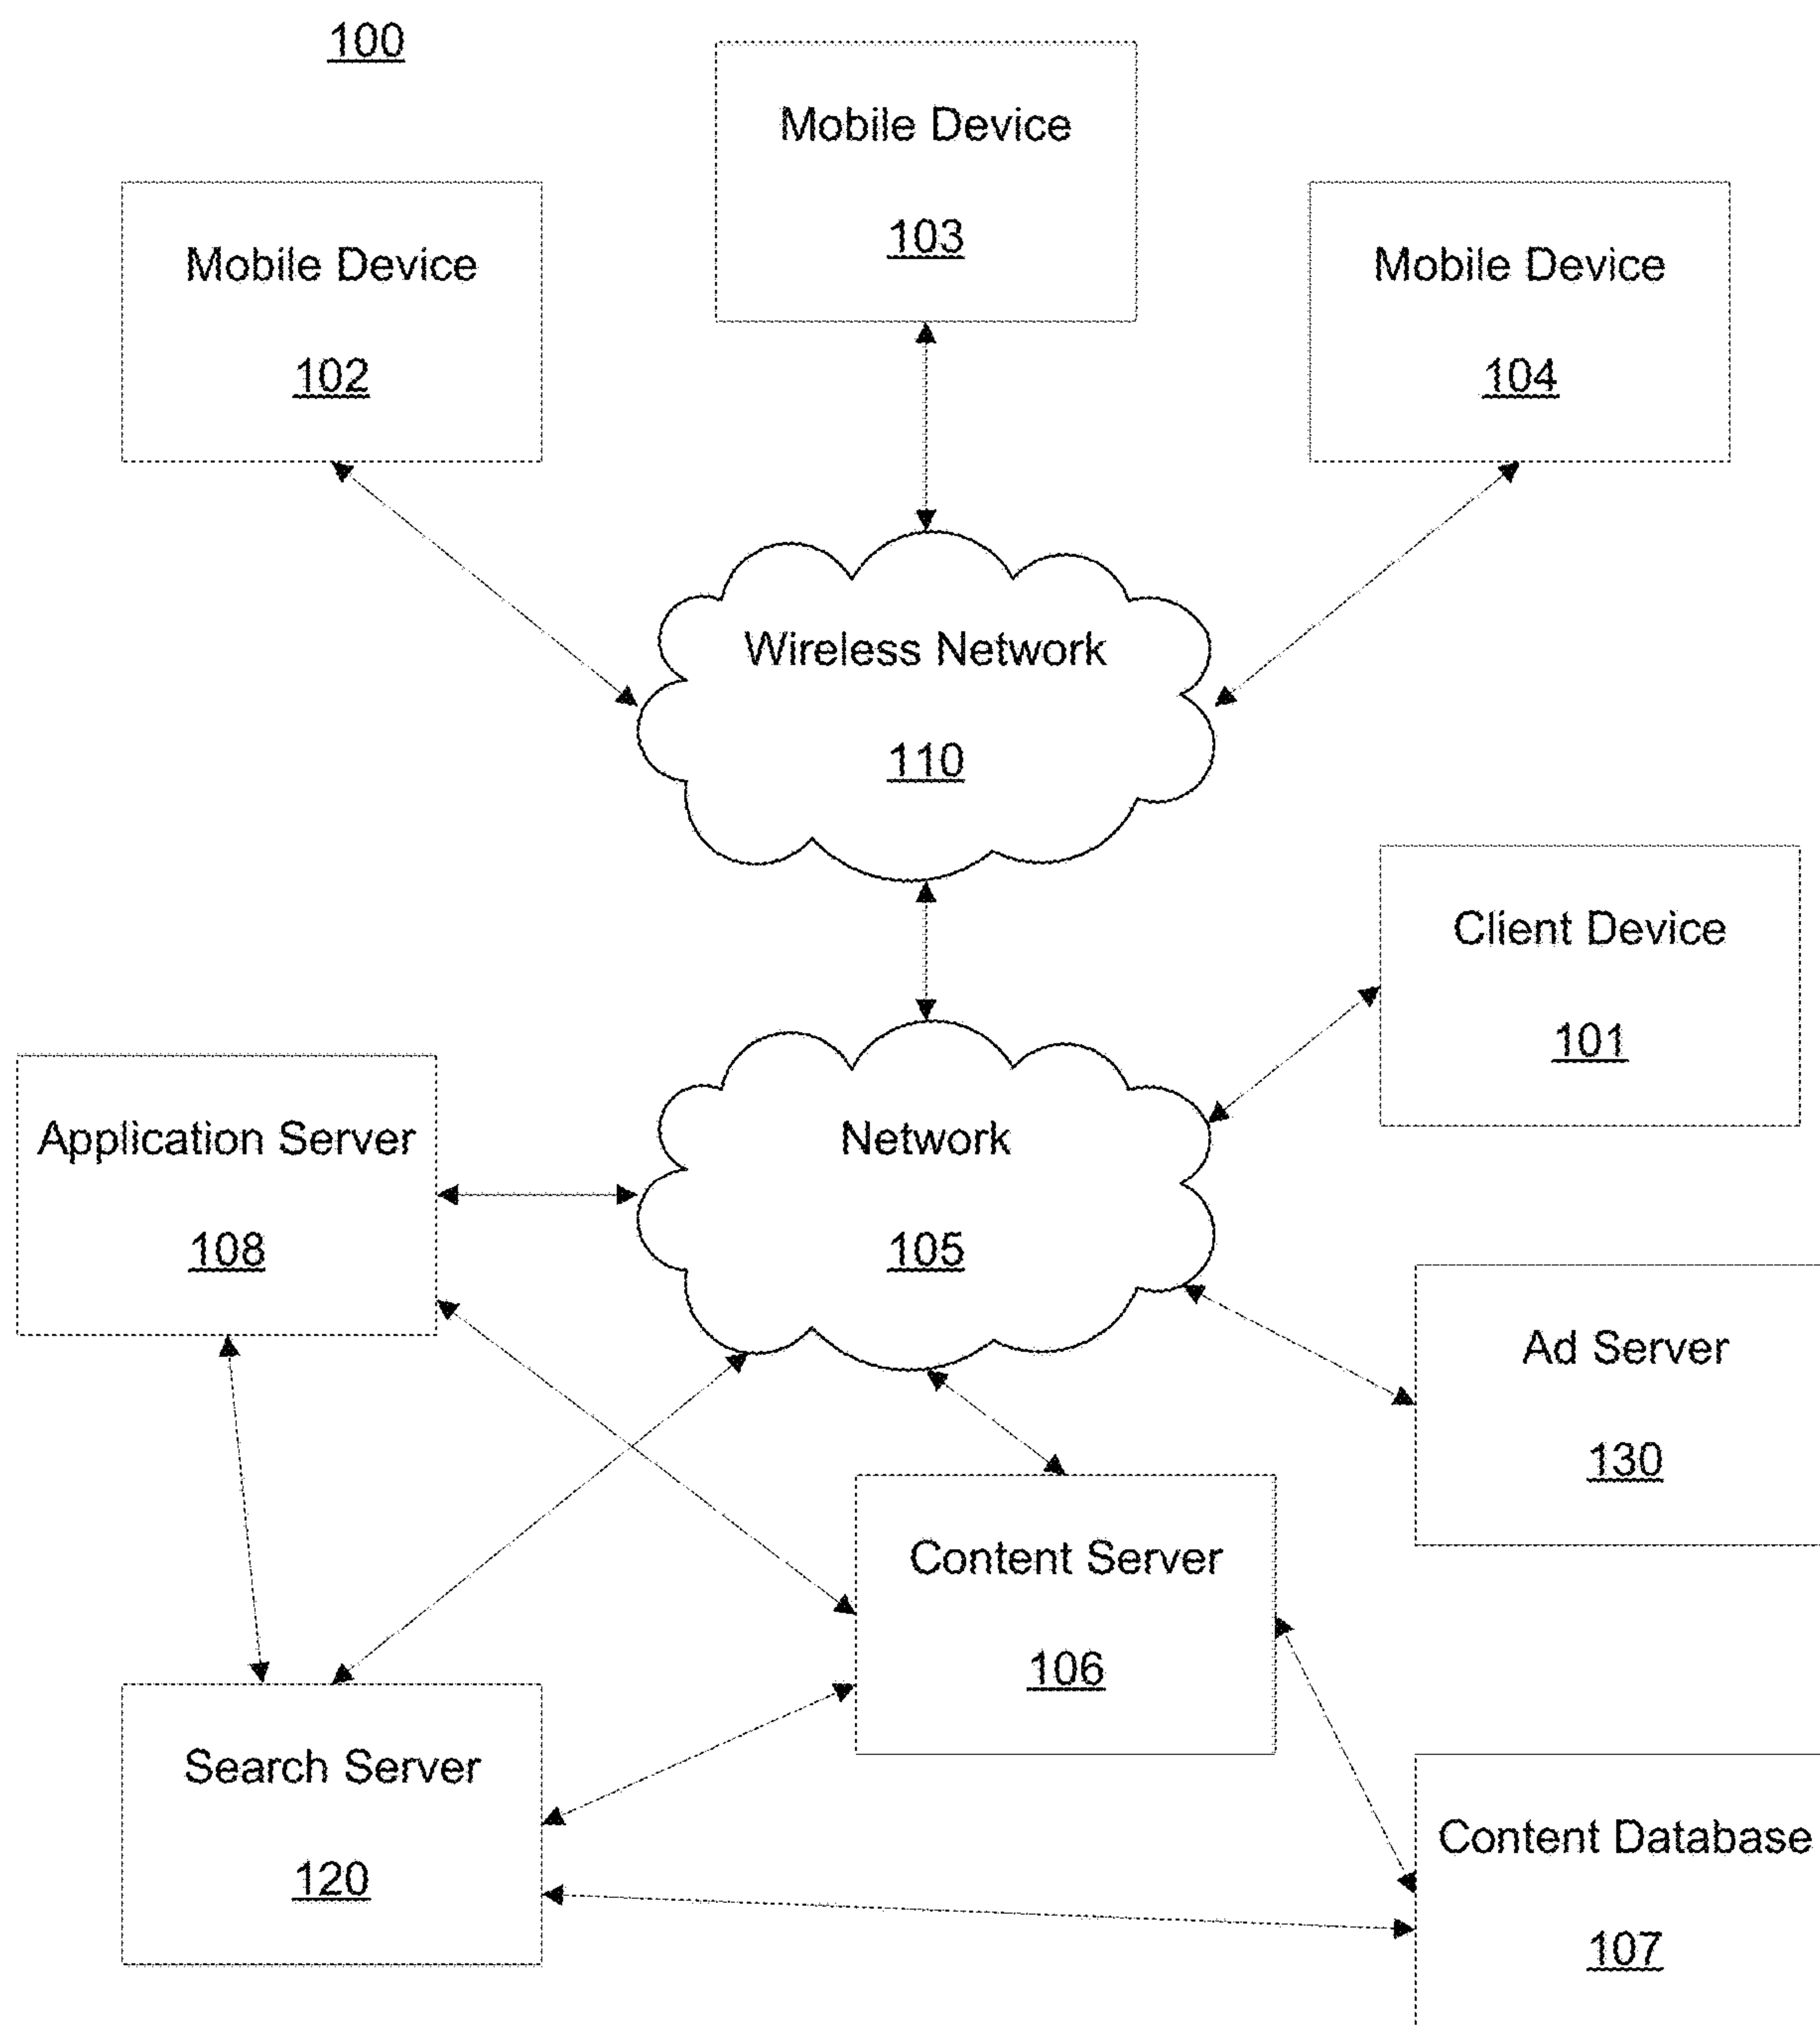 100
Mobile Device
103
Mobile Device
102
Mobile Device
104
Wireless Network
110
Client Device
101
Application Server
108
Network
105
Ad Server
130
Content Server
106
Search Server
120
Content Database
107